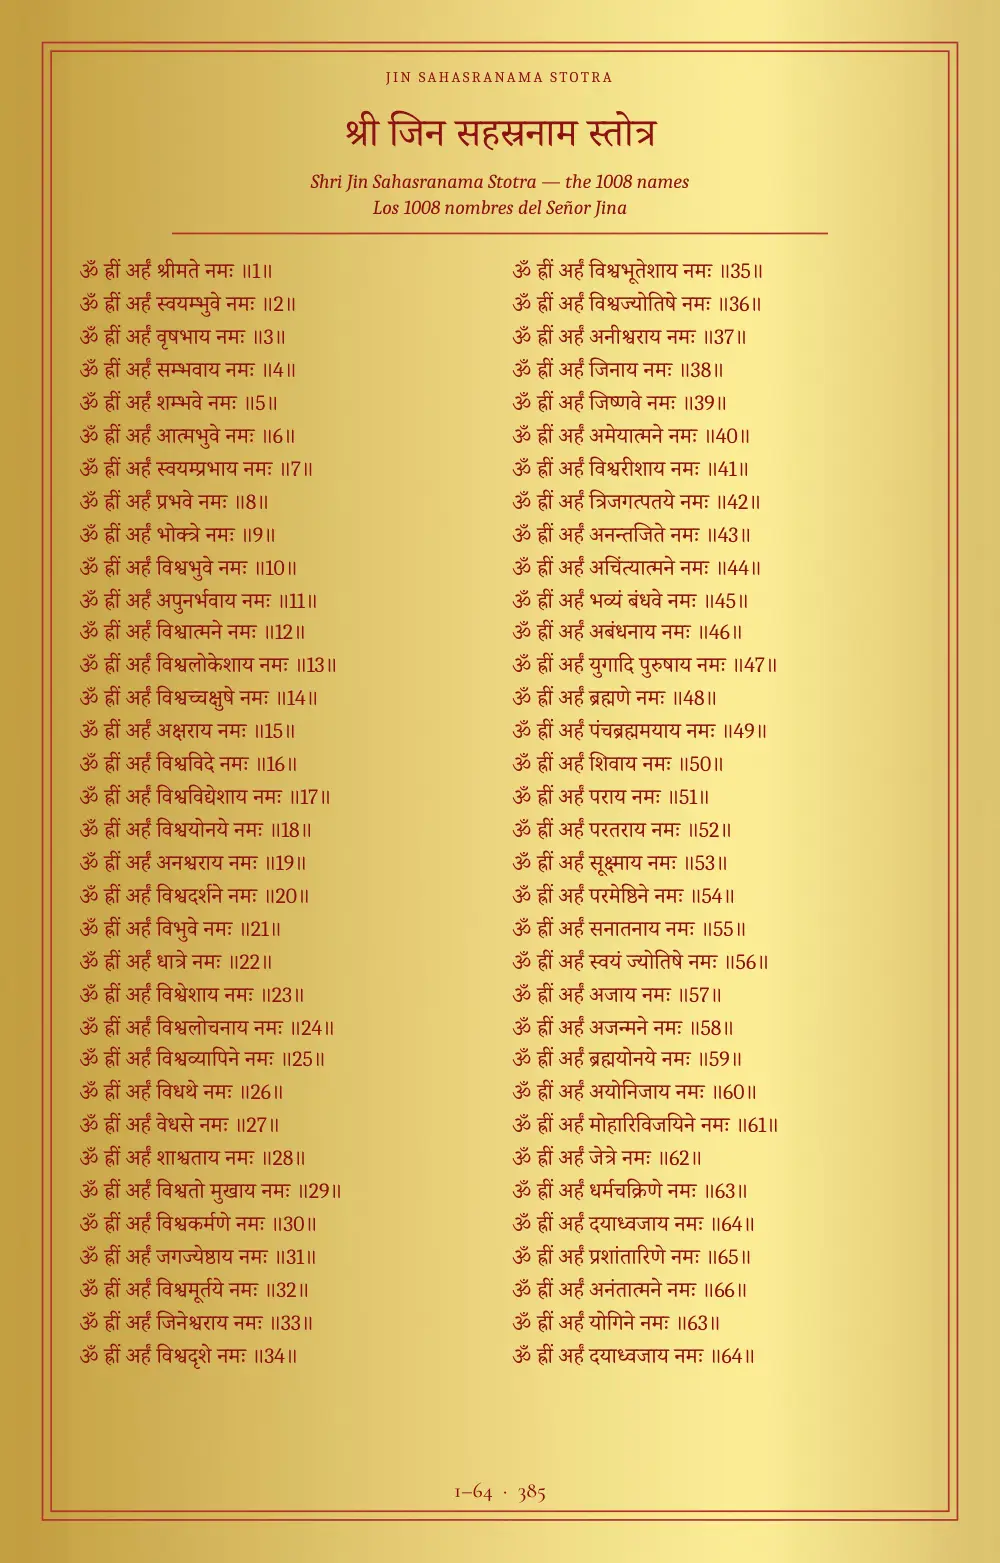 JIN SAHASRANAMA STOTRA
श्री जिन सहस्रनाम स्तोत्र
Shri Jin Sahasranama Stotra — the 1008 names
Los 1008 nombres del Señor Jina
ॐ ह्रीं अर्हं श्रीमते नमः ॥1॥
ॐ ह्रीं अर्हं स्वयम्भुवे नमः ॥2॥
ॐ ह्रीं अर्हं वृषभाय नमः ॥3॥
ॐ ह्रीं अर्हं सम्भवाय नमः ॥4॥
ॐ ह्रीं अर्हं शम्भवे नमः ॥5॥
ॐ ह्रीं अर्हं आत्मभुवे नमः ॥6॥
ॐ ह्रीं अर्हं स्वयम्प्रभाय नमः ॥7॥
ॐ ह्रीं अर्हं प्रभवे नमः ॥8॥
ॐ ह्रीं अर्हं भोक्त्रे नमः ॥9॥
ॐ ह्रीं अर्हं विश्वभुवे नमः ॥10॥
ॐ ह्रीं अर्हं अपुनर्भवाय नमः ॥11॥
ॐ ह्रीं अर्हं विश्वात्मने नमः ॥12॥
ॐ ह्रीं अर्हं विश्वलोकेशाय नमः ॥13॥
ॐ ह्रीं अर्हं विश्वच्चक्षुषे नमः ॥14॥
ॐ ह्रीं अर्हं अक्षराय नमः ॥15॥
ॐ ह्रीं अर्हं विश्वविदे नमः ॥16॥
ॐ ह्रीं अर्हं विश्वविद्येशाय नमः ॥17॥
ॐ ह्रीं अर्हं विश्वयोनये नमः ॥18॥
ॐ ह्रीं अर्हं अनश्वराय नमः ॥19॥
ॐ ह्रीं अर्हं विश्वदर्शने नमः ॥20॥
ॐ ह्रीं अर्हं विभुवे नमः ॥21॥
ॐ ह्रीं अर्हं धात्रे नमः ॥22॥
ॐ ह्रीं अर्हं विश्वेशाय नमः ॥23॥
ॐ ह्रीं अर्हं विश्वलोचनाय नमः ॥24॥
ॐ ह्रीं अर्हं विश्वव्यापिने नमः ॥25॥
ॐ ह्रीं अर्हं विधथे नमः ॥26॥
ॐ ह्रीं अर्हं वेधसे नमः ॥27॥
ॐ ह्रीं अर्हं शाश्वताय नमः ॥28॥
ॐ ह्रीं अर्हं विश्वतो मुखाय नमः ॥29॥
ॐ ह्रीं अर्हं विश्वकर्मणे नमः ॥30॥
ॐ ह्रीं अर्हं जगज्येष्ठाय नमः ॥31॥
ॐ ह्रीं अर्हं विश्वमूर्तये नमः ॥32॥
ॐ ह्रीं अर्हं जिनेश्वराय नमः ॥33॥
ॐ ह्रीं अर्हं विश्वदृशे नमः ॥34॥
ॐ ह्रीं अर्हं विश्वभूतेशाय नमः ॥35॥
ॐ ह्रीं अर्हं विश्वज्योतिषे नमः ॥36॥
ॐ ह्रीं अर्हं अनीश्वराय नमः ॥37॥
ॐ ह्रीं अर्हं जिनाय नमः ॥38॥
ॐ ह्रीं अर्हं जिष्णवे नमः ॥39॥
ॐ ह्रीं अर्हं अमेयात्मने नमः ॥40॥
ॐ ह्रीं अर्हं विश्वरीशाय नमः ॥41॥
ॐ ह्रीं अर्हं त्रिजगत्पतये नमः ॥42॥
ॐ ह्रीं अर्हं अनन्तजिते नमः ॥43॥
ॐ ह्रीं अर्हं अचिंत्यात्मने नमः ॥44॥
ॐ ह्रीं अर्हं भव्यं बंधवे नमः ॥45॥
ॐ ह्रीं अर्हं अबंधनाय नमः ॥46॥
ॐ ह्रीं अर्हं युगादि पुरुषाय नमः ॥47॥
ॐ ह्रीं अर्हं ब्रह्मणे नमः ॥48॥
ॐ ह्रीं अर्हं पंचब्रह्ममयाय नमः ॥49॥
ॐ ह्रीं अर्हं शिवाय नमः ॥50॥
ॐ ह्रीं अर्हं पराय नमः ॥51॥
ॐ ह्रीं अर्हं परतराय नमः ॥52॥
ॐ ह्रीं अर्हं सूक्ष्माय नमः ॥53॥
ॐ ह्रीं अर्हं परमेष्ठिने नमः ॥54॥
ॐ ह्रीं अर्हं सनातनाय नमः ॥55॥
ॐ ह्रीं अर्हं स्वयं ज्योतिषे नमः ॥56॥
ॐ ह्रीं अर्हं अजाय नमः ॥57॥
ॐ ह्रीं अर्हं अजन्मने नमः ॥58॥
ॐ ह्रीं अर्हं ब्रह्मयोनये नमः ॥59॥
ॐ ह्रीं अर्हं अयोनिजाय नमः ॥60॥
ॐ ह्रीं अर्हं मोहारिविजयिने नमः ॥61॥
ॐ ह्रीं अर्हं जेत्रे नमः ॥62॥
ॐ ह्रीं अर्हं धर्मचक्रिणे नमः ॥63॥
ॐ ह्रीं अर्हं दयाध्वजाय नमः ॥64॥
ॐ ह्रीं अर्हं प्रशांतारिणे नमः ॥65॥
ॐ ह्रीं अर्हं अनंतात्मने नमः ॥66॥
ॐ ह्रीं अर्हं योगिने नमः ॥63॥
ॐ ह्रीं अर्हं दयाध्वजाय नमः ॥64॥
1–64 · 385